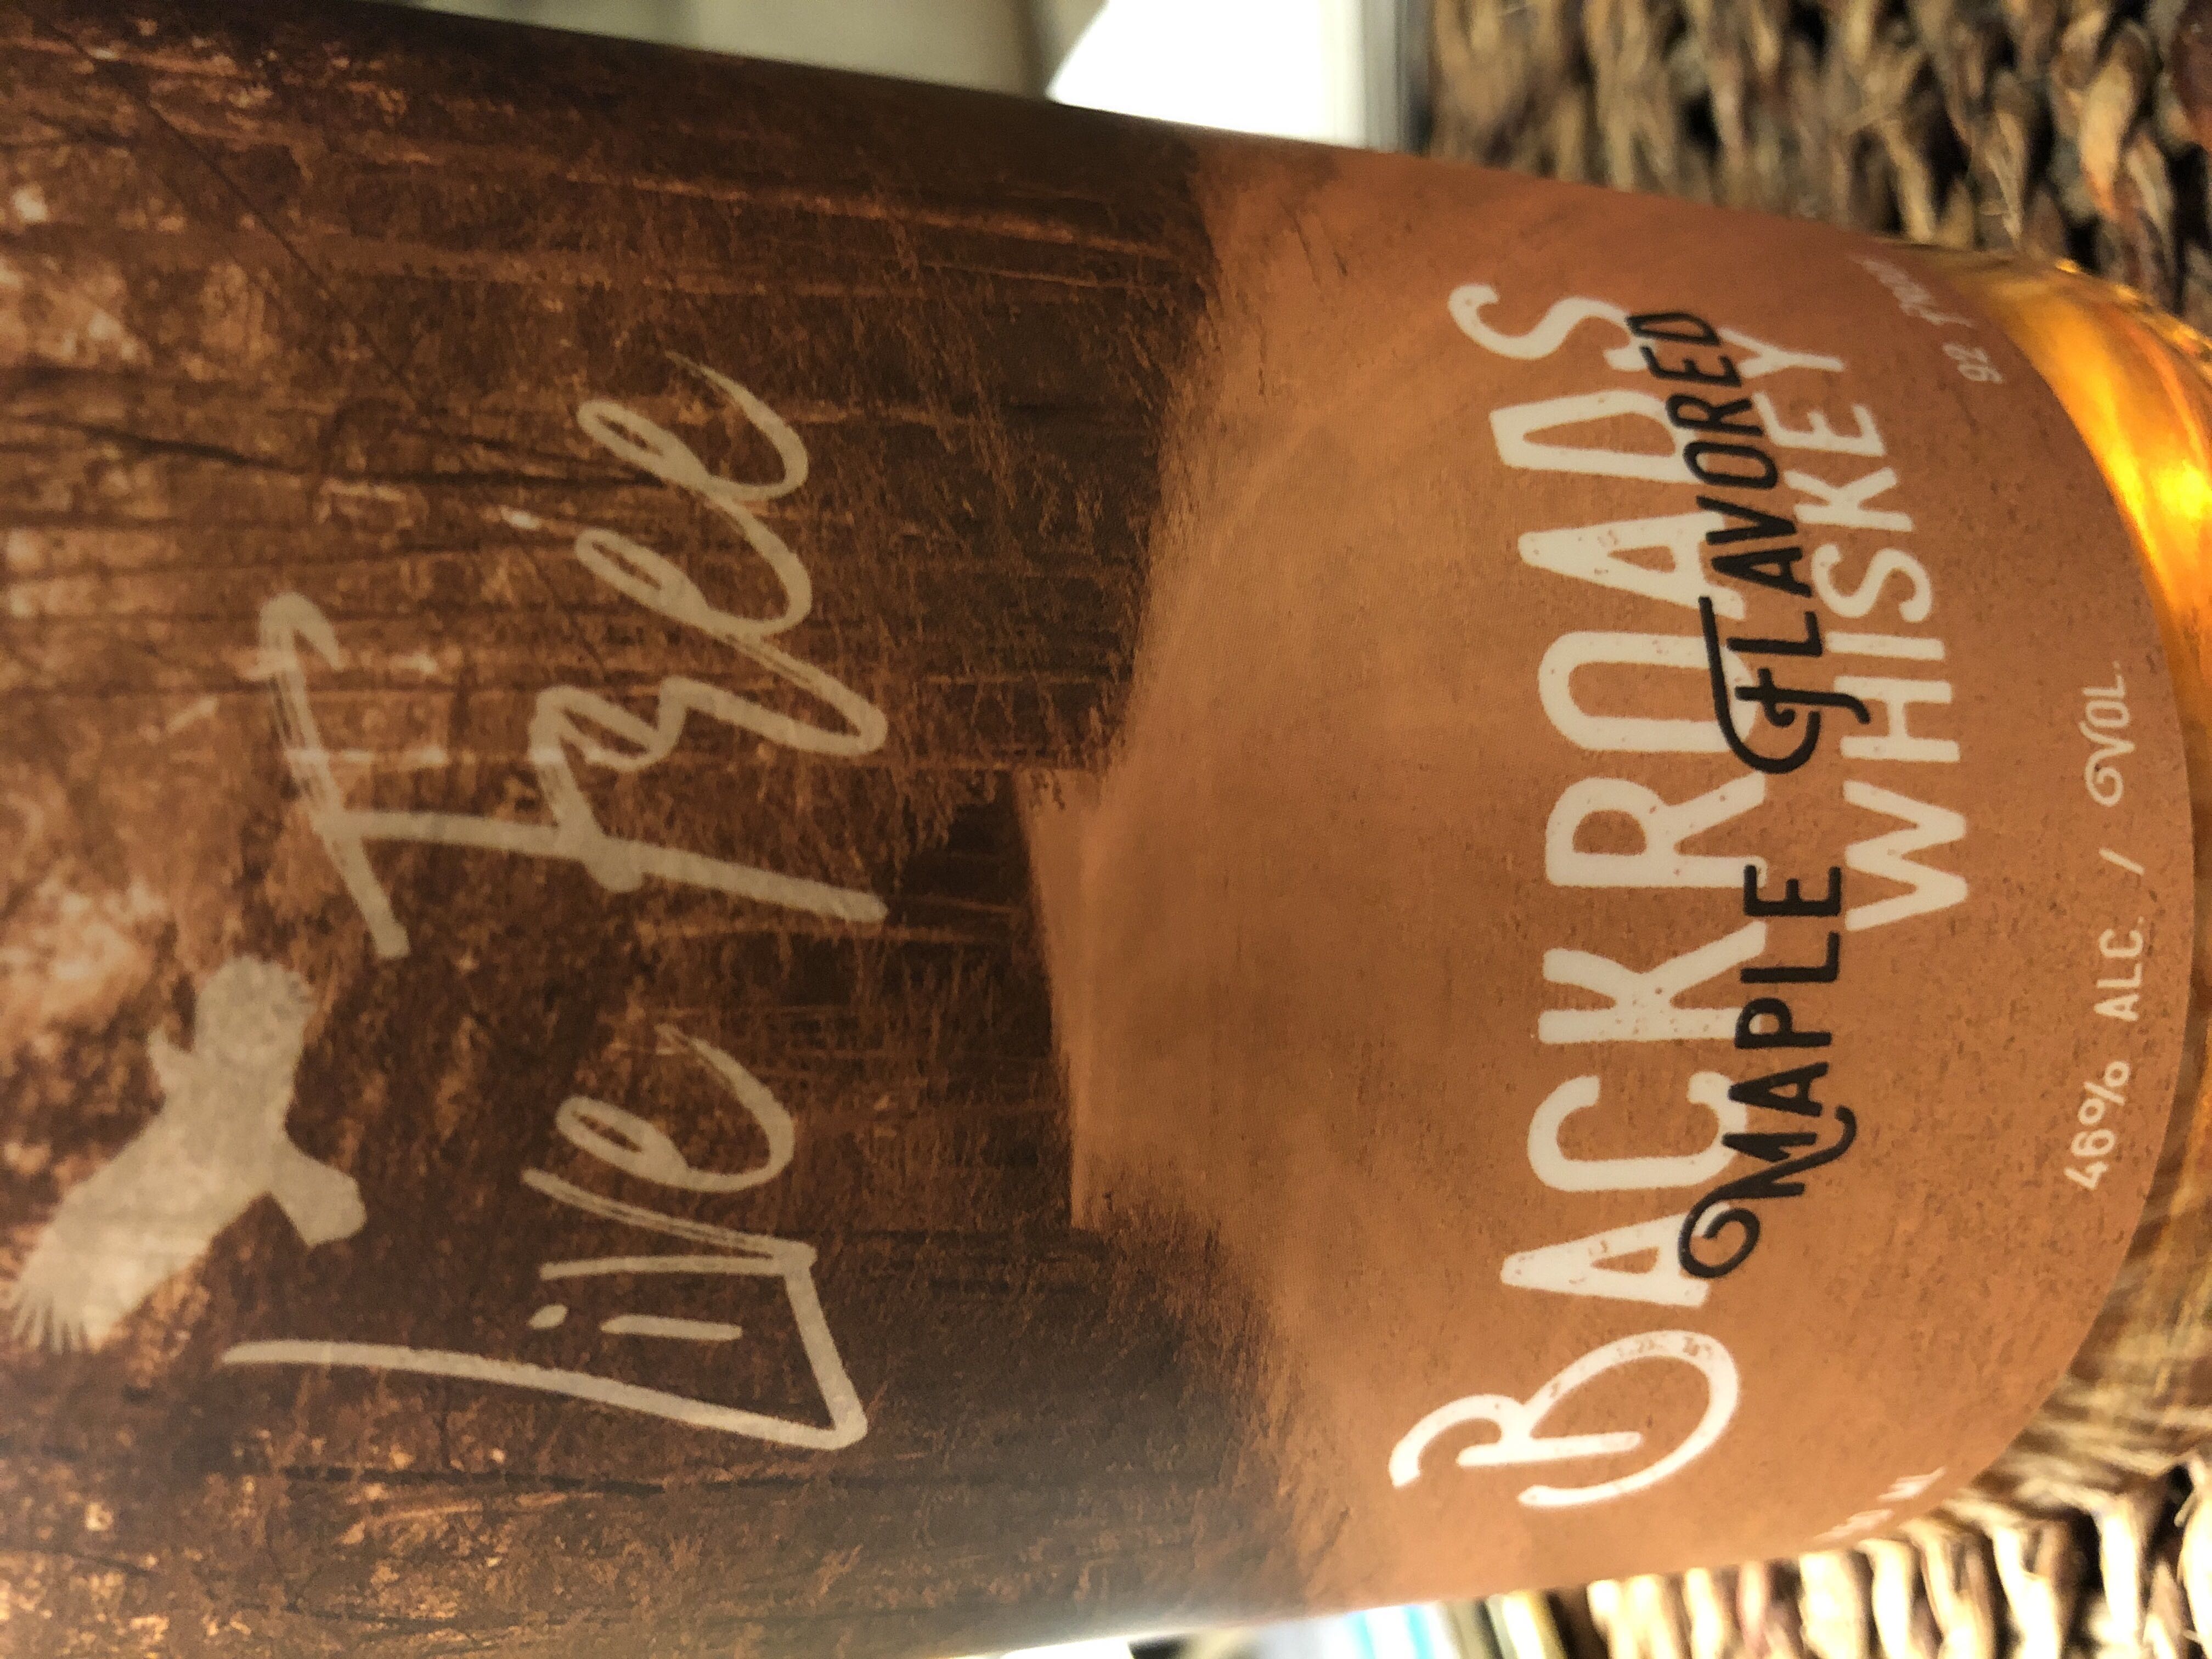 Live Free
BACKROADS
MAPLE FLAVORED
WHISKEY
46% ALC. / VOL.
92